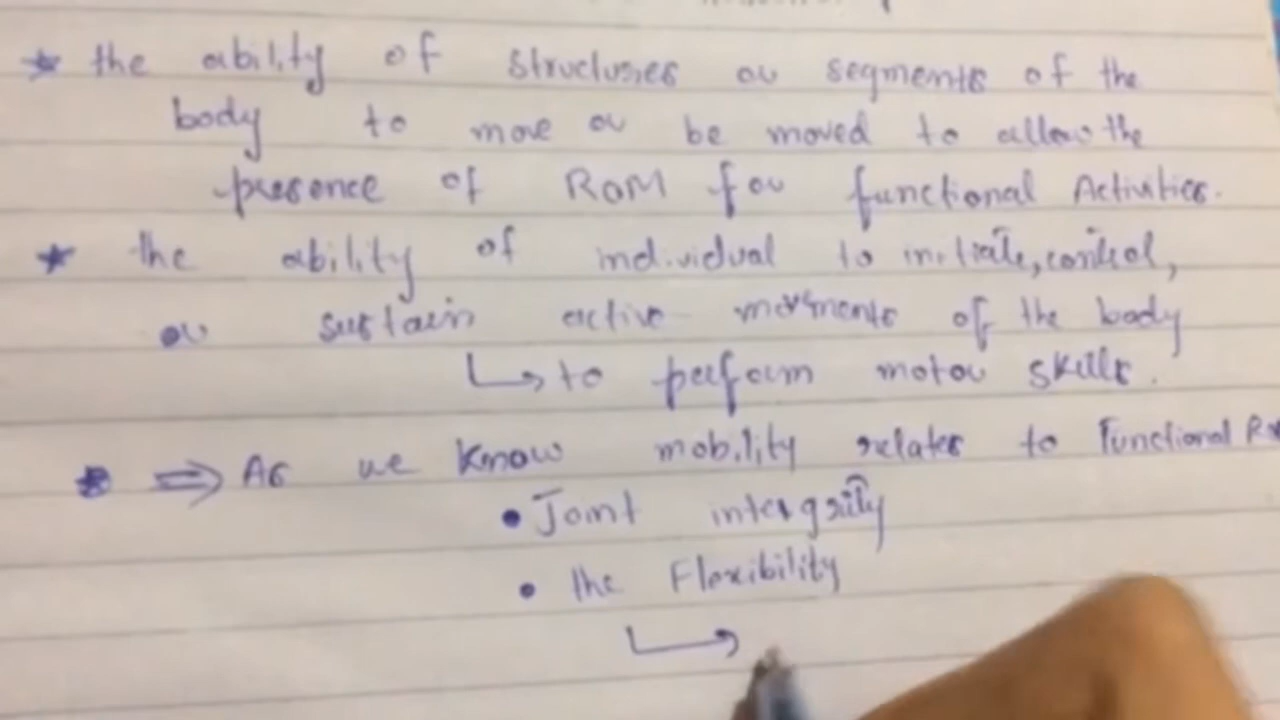 * the ability of structures or segments of the
body to move or be moved to allow the
presence of ROM for functional Activities.
* the ability of individual to initiate, control,
or sustain active movments of the body
↳ to perform motor skills.
* ⇒ As we know mobility relates to Functional
• Joint intergrity
• the Flexibility
↳